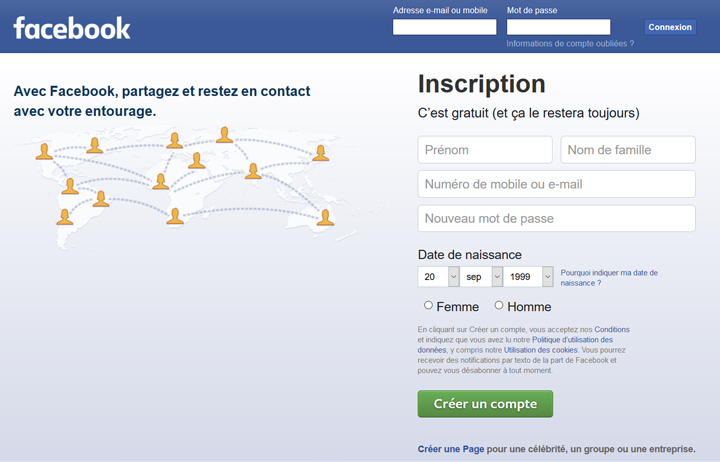 facebook
Adresse e-mail ou mobile
Mot de passe
Connexion
Informations de compte oubliées ?
Avec Facebook, partagez et restez en contact
avec votre entourage.
Inscription
C'est gratuit (et ça le restera toujours)
Prénom
Nom de famille
Numéro de mobile ou e-mail
Nouveau mot de passe
Date de naissance
20 sep 1999
Pourquoi indiquer ma date de
naissance ?
Femme Homme
En cliquant sur Créer un compte, vous acceptez nos Conditions
et indiquez que vous avez lu notre Politique d'utilisation des
données, y compris notre Utilisation des cookies. Vous pourrez
recevoir des notifications par texto de la part de Facebook et
pouvez vous désabonner à tout moment.
Créer un compte
Créer une Page pour une célébrité, un groupe ou une entreprise.